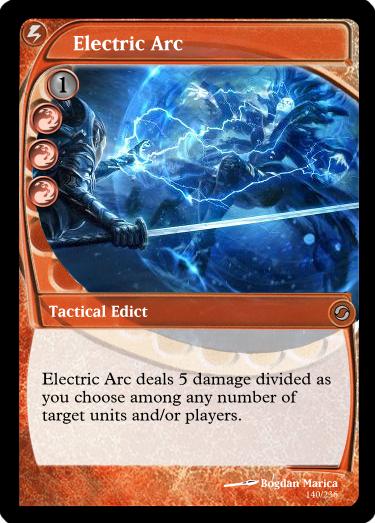 Electric Arc
1
Tactical Edict
Electric Arc deals 5 damage divided as
you choose among any number of
target units and/or players.
Bogdan Marica
140/236